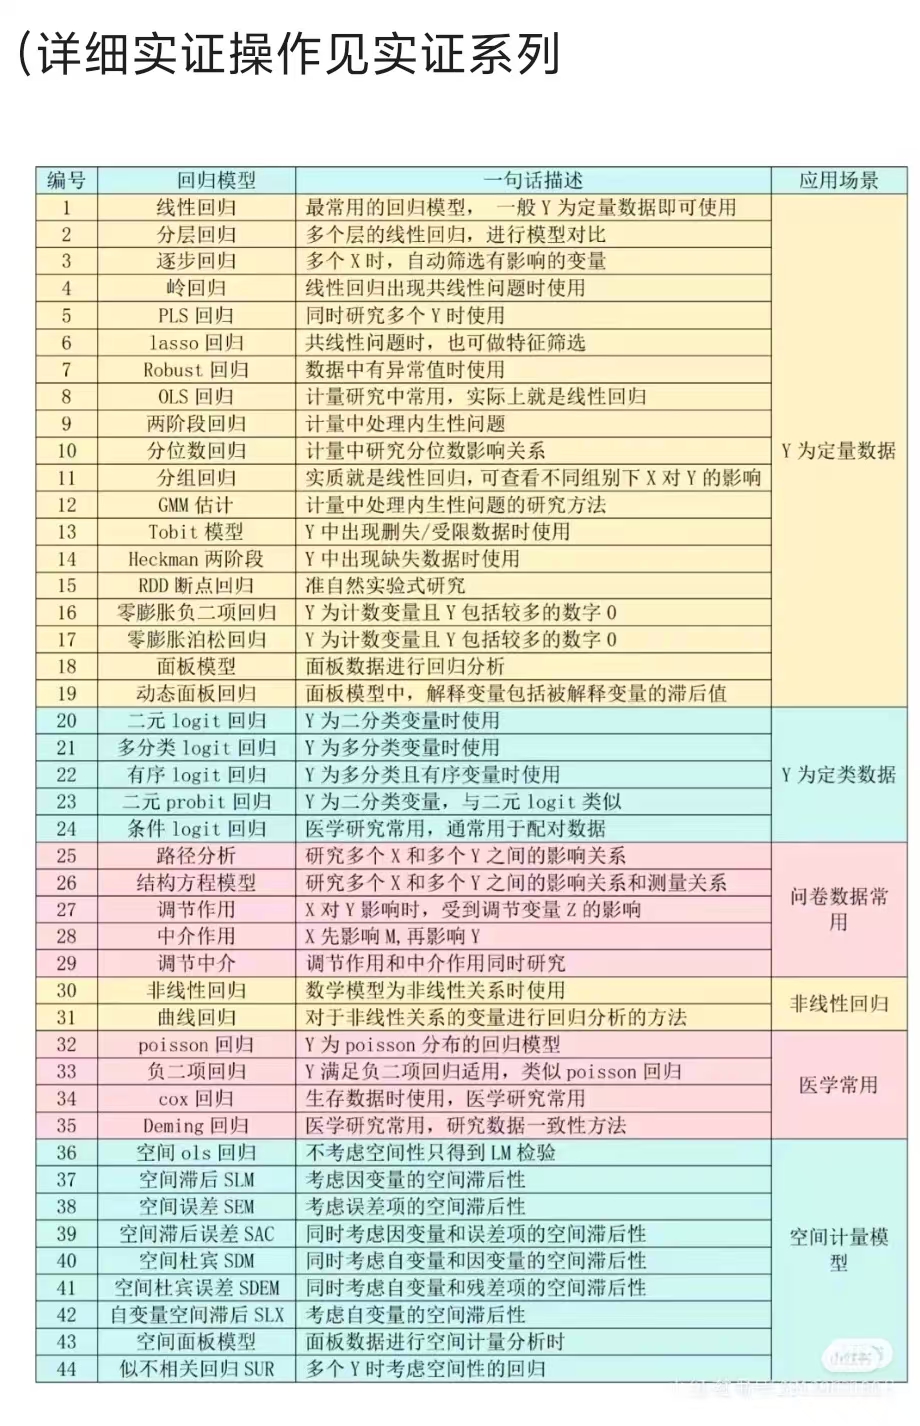 (详细实证操作见实证系列
编号 回归模型 一句话描述 应用场景
1 线性回归 最常用的回归模型， 一般 Y 为定量数据即可使用
2 分层回归 多个层的线性回归，进行模型对比
3 逐步回归 多个 X 时，自动筛选有影响的变量
4 岭回归 线性回归出现共线性问题时使用
5 PLS 回归 同时研究多个 Y 时使用
6 lasso 回归 共线性问题时，也可做特征筛选
7 Robust 回归 数据中有异常值时使用
8 OLS 回归 计量研究中常用，实际上就是线性回归
9 两阶段回归 计量中处理内生性问题
10 分位数回归 计量中研究分位数影响关系 Y 为定量数据
11 分组回归 实质就是线性回归，可查看不同组别下 X 对 Y 的影响
12 GMM 估计 计量中处理内生性问题的研究方法
13 Tobit 模型 Y 中出现删失/受限数据时使用
14 Heckman 两阶段 Y 中出现缺失数据时使用
15 RDD 断点回归 准自然实验式研究
16 零膨胀负二项回归 Y 为计数变量且 Y 包括较多的数字 0
17 零膨胀泊松回归 Y 为计数变量且 Y 包括较多的数字 0
18 面板模型 面板数据进行回归分析
19 动态面板回归 面板模型中，解释变量包括被解释变量的滞后值
20 二元 logit 回归 Y 为二分类变量时使用
21 多分类 logit 回归 Y 为多分类变量时使用
22 有序 logit 回归 Y 为多分类且有序变量时使用 Y 为定类数据
23 二元 probit 回归 Y 为二分类变量，与二元 logit 类似
24 条件 logit 回归 医学研究常用，通常用于配对数据
25 路径分析 研究多个 X 和多个 Y 之间的影响关系
26 结构方程模型 研究多个 X 和多个 Y 之间的影响关系和测量关系
27 调节作用 X 对 Y 影响时，受到调节变量 Z 的影响 问卷数据常用
28 中介作用 X 先影响 M,再影响 Y
29 调节中介 调节作用和中介作用同时研究
30 非线性回归 数学模型为非线性关系时使用 非线性回归
31 曲线回归 对于非线性关系的变量进行回归分析的方法
32 poisson 回归 Y 为 poisson 分布的回归模型
33 负二项回归 Y 满足负二项回归适用，类似 poisson 回归 医学常用
34 cox 回归 生存数据时使用，医学研究常用
35 Deming 回归 医学研究常用，研究数据一致性方法
36 空间 ols 回归 不考虑空间性只得到 LM 检验
37 空间滞后 SLM 考虑因变量的空间滞后性
38 空间误差 SEM 考虑误差项的空间滞后性
39 空间滞后误差 SAC 同时考虑因变量和误差项的空间滞后性 空间计量模型
40 空间杜宾 SDM 同时考虑自变量和因变量的空间滞后性
41 空间杜宾误差 SDEM 同时考虑自变量和残差项的空间滞后性
42 自变量空间滞后 SLX 考虑自变量的空间滞后性
43 空间面板模型 面板数据进行空间计量分析时
44 似不相关回归 SUR 多个 Y 时考虑空间性的回归
小红书